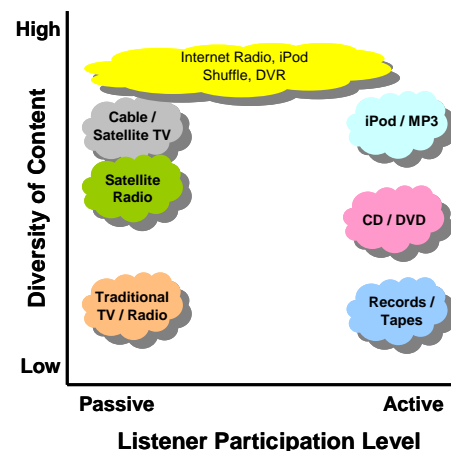 High
Internet Radio, iPod
Shuffle, DVR
Cable /
Satellite TV
iPod / MP3
Satellite
Radio
CD / DVD
Traditional
TV / Radio
Records /
Tapes
Diversity of Content
Low
Passive
Active
Listener Participation Level